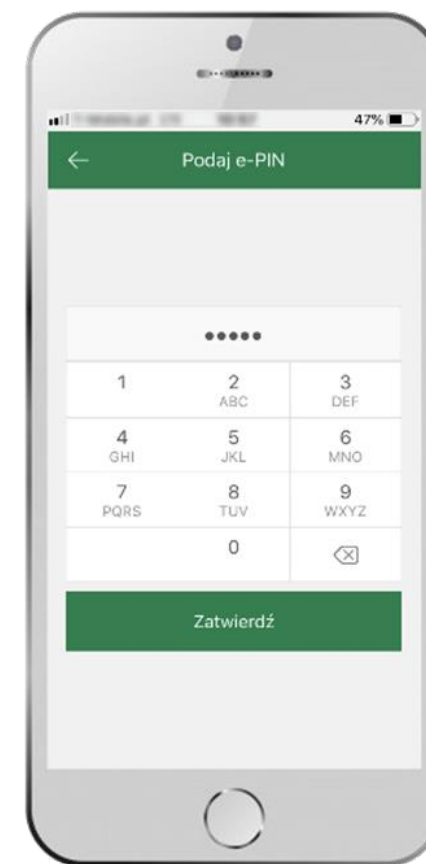 47%
Podaj e-PIN
•••••
1 2 3
ABC DEF
4 5 6
GHI JKL MNO
7 8 9
PQRS TUV WXYZ
0
Zatwierdź